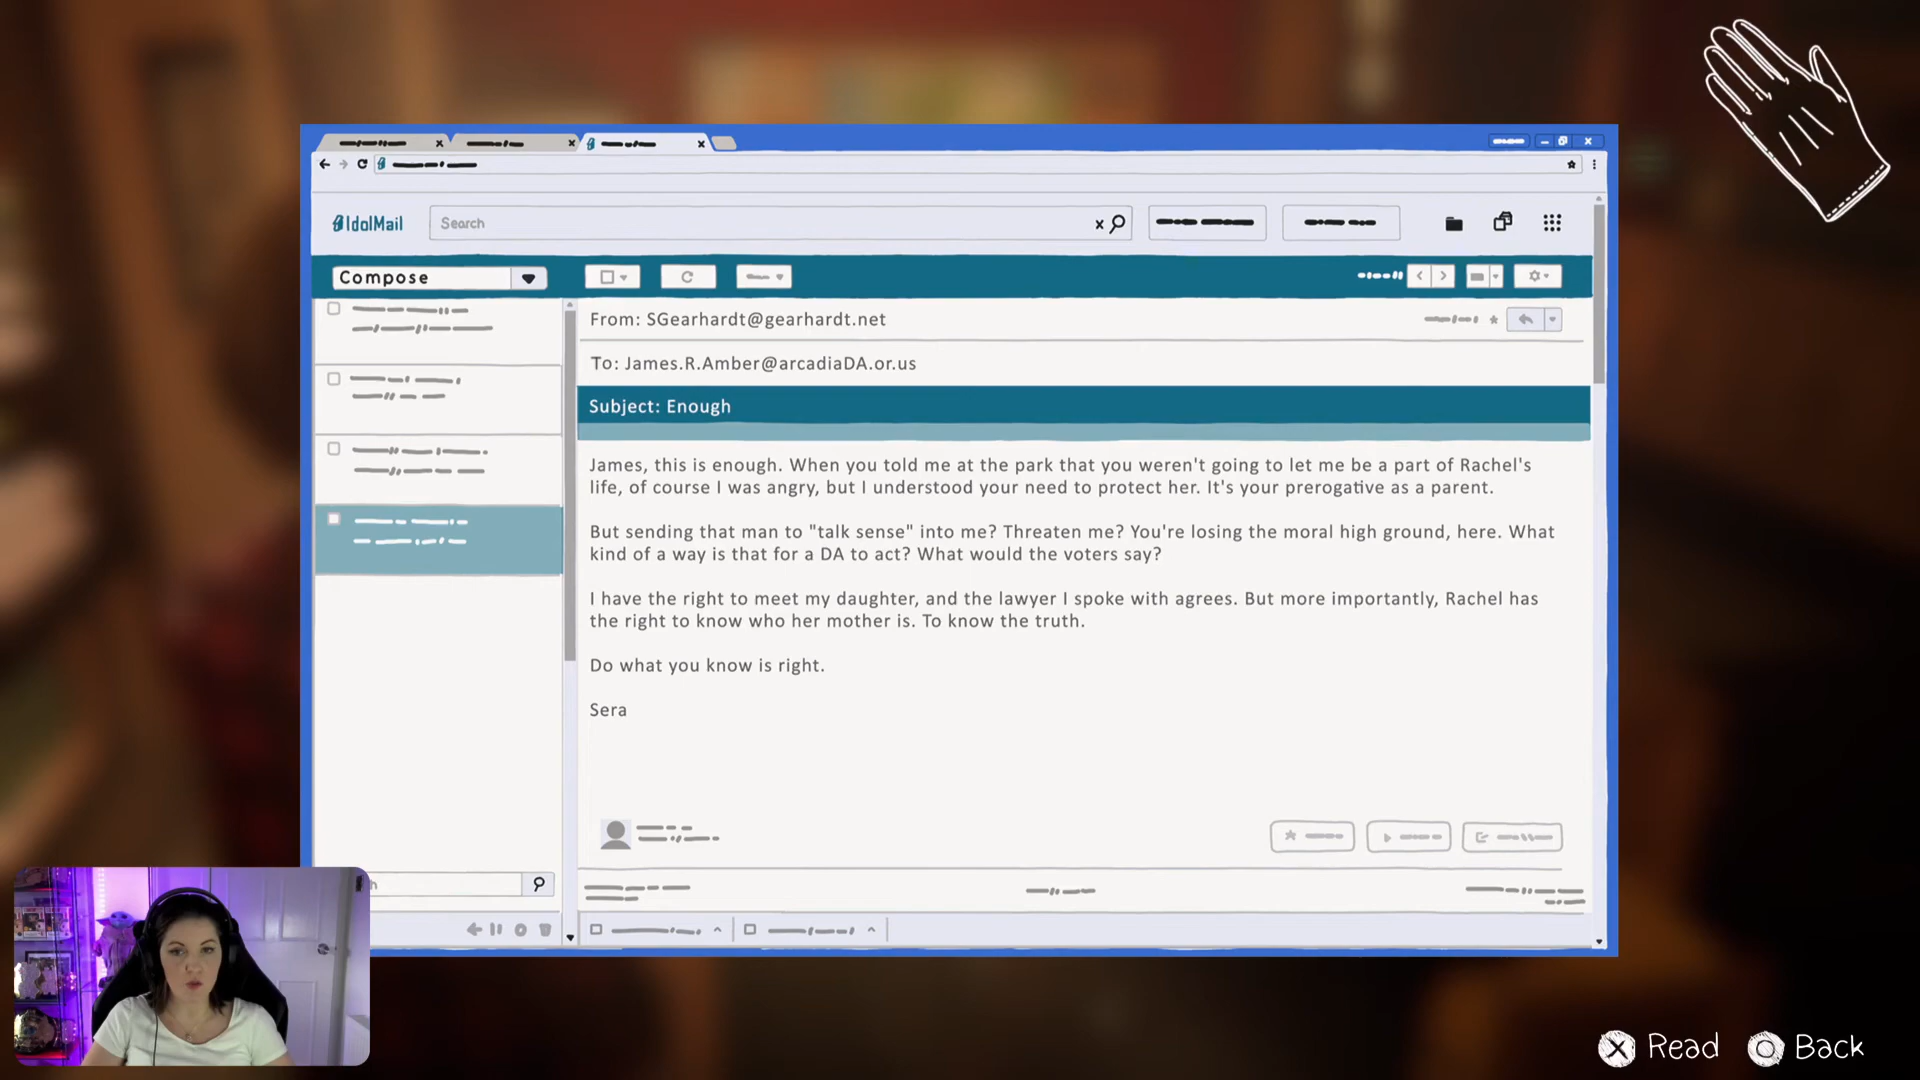 IdolMail
Search
Compose
From: SGearhardt@gearhardt.net
To: James.R.Amber@arcadiaDA.or.us
Subject: Enough
James, this is enough. When you told me at the park that you weren't going to let me be a part of Rachel's
life, of course I was angry, but I understood your need to protect her. It's your prerogative as a parent.
But sending that man to "talk sense" into me? Threaten me? You're losing the moral high ground, here. What
kind of a way is that for a DA to act? What would the voters say?
I have the right to meet my daughter, and the lawyer I spoke with agrees. But more importantly, Rachel has
the right to know who her mother is. To know the truth.
Do what you know is right.
Sera
Read
Back